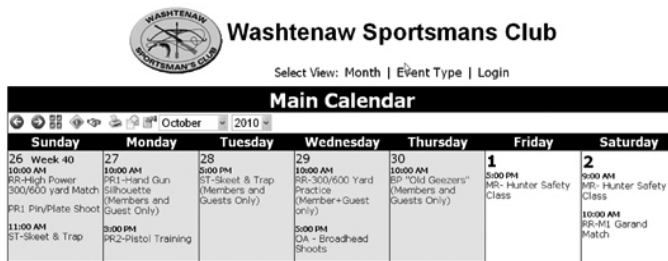 WASHTENAW
SPORTSMAN'S CLUB
Washtenaw Sportsmans Club
Select View: Month | Event Type | Login
Main Calendar
October 2010
Sunday Monday Tuesday Wednesday Thursday Friday Saturday
26 Week 40
10:00 AM
RR-High Power
300/600 yard Match
PR1 Pin/Plate Shoot
11:00 AM
ST-Skeet & Trap
27
10:00 AM
PR1-Hand Gun
Silhouette
(Members and
Guest Only)
3:00 PM
PR2-Pistol Training
28
5:00 PM
ST-Skeet & Trap
(Members and
Guests Only)
29
10:00 AM
RR-300/600 Yard
Practice
(Member+Guest
only)
5:00 PM
OA - Broadhead
Shoots
30
10:00 AM
BP "Old Geezers"
(Members and
Guests Only)
1
5:00 PM
MR- Hunter Safety
Class
2
9:00 AM
MR- Hunter Safety
Class
10:00 AM
RR-M1 Garand
Match